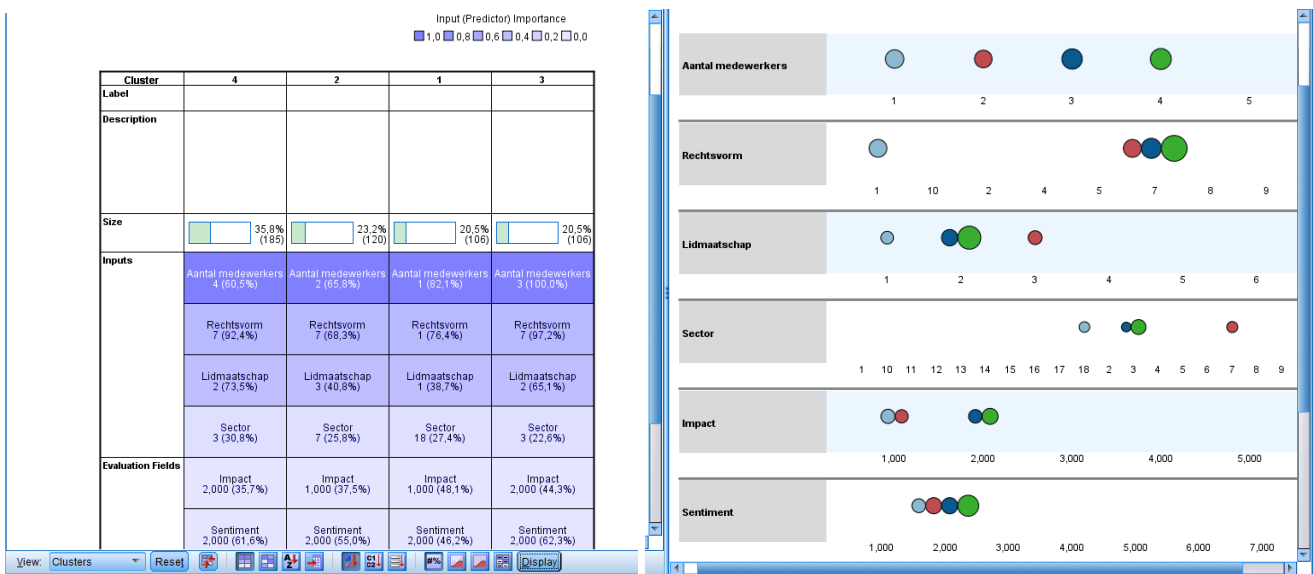 Input (Predictor) Importance
1,0 0,8 0,6 0,4 0,2 0,0
Cluster 4 2 1 3
Label
Description
Size 35,8% (185) 23,2% (120) 20,5% (106) 20,5% (106)
Inputs
Aantal medewerkers Aantal medewerkers Aantal medewerkers Aantal medewerkers
4 (60,5%) 2 (65,8%) 1 (82,1%) 3 (100,0%)
Rechtsvorm Rechtsvorm Rechtsvorm Rechtsvorm
7 (92,4%) 7 (68,3%) 1 (76,4%) 7 (97,2%)
Lidmaatschap Lidmaatschap Lidmaatschap Lidmaatschap
2 (73,5%) 3 (40,8%) 1 (38,7%) 2 (65,1%)
Sector Sector Sector Sector
3 (30,8%) 7 (25,8%) 18 (27,4%) 3 (22,6%)
Evaluation Fields
Impact Impact Impact Impact
2,000 (35,7%) 1,000 (37,5%) 1,000 (48,1%) 2,000 (44,3%)
Sentiment Sentiment Sentiment Sentiment
2,000 (61,6%) 2,000 (55,0%) 2,000 (46,2%) 2,000 (62,3%)
View: Clusters Reset A Z C1 C2 #% Display
Aantal medewerkers
1 2 3 4 5
Rechtsvorm
1 10 2 4 5 7 8 9
Lidmaatschap
1 2 3 4 5 6
Sector
1 10 11 12 13 14 15 16 17 18 2 3 4 5 6 7 8 9
Impact
1,000 2,000 3,000 4,000 5,000
Sentiment
1,000 2,000 3,000 4,000 5,000 6,000 7,000